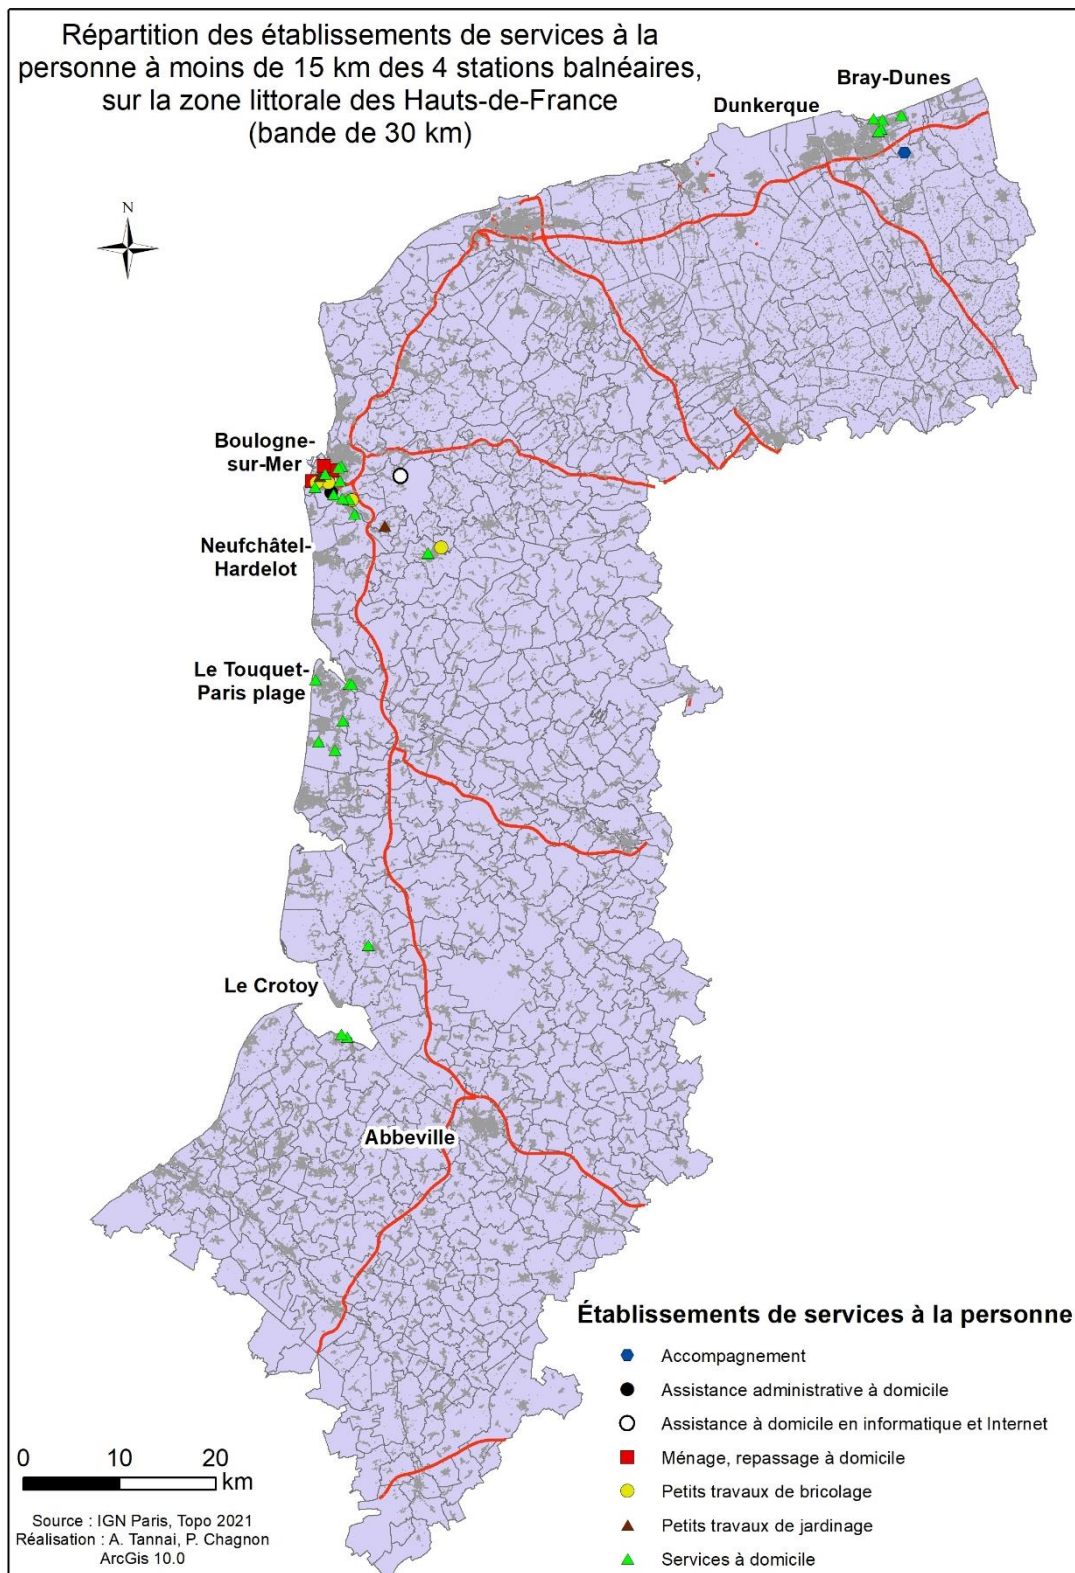 Répartition des établissements de services à la
personne à moins de 15 km des 4 stations balnéaires,
sur la zone littorale des Hauts-de-France
(bande de 30 km)
Bray-Dunes
Dunkerque
N
Boulogne-
sur-Mer
Neufchâtel-
Hardelot
Le Touquet-
Paris plage
Le Crotoy
Abbeville
Établissements de services à la personne
Accompagnement
Assistance administrative à domicile
Assistance à domicile en informatique et Internet
Ménage, repassage à domicile
Petits travaux de bricolage
Petits travaux de jardinage
Services à domicile
0 10 20
km
Source : IGN Paris, Topo 2021
Réalisation : A. Tannai, P. Chagnon
ArcGis 10.0